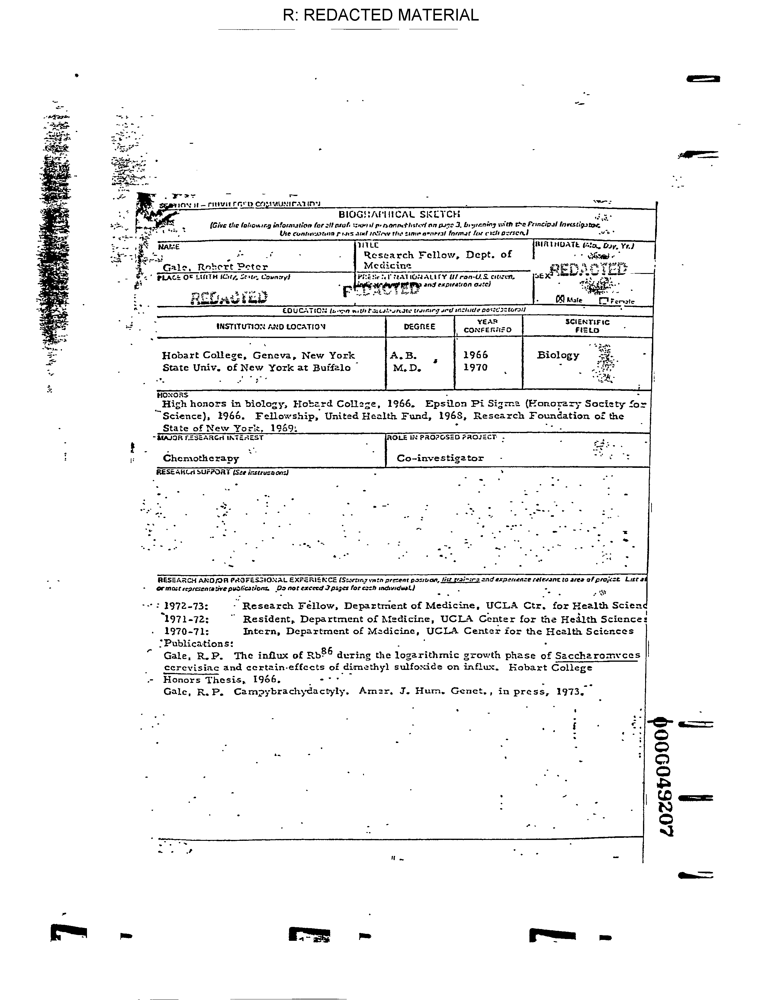 R: REDACTED MATERIAL
SECTION II – PRIVILEGED COMMUNICATION
BIOGRAPHICAL SKETCH
(Give the following information for all professional personnel listed on page 3, beginning with the Principal Investigator.
Use continuation pages and follow the same general format for each person.)
NAME
Gale, Robert Peter
TITLE
Research Fellow, Dept. of
Medicine
BIRTHDATE (Mo., Day, Yr.)
REDACTED
PLACE OF BIRTH (City, State, Country)
REDACTED
PRESENT NATIONALITY (If non-U.S. citizen,
and expiration date)
REDACTED
SEX
Male Female
EDUCATION (Begin with baccalaureate training and include postdoctoral)
INSTITUTION AND LOCATION DEGREE YEAR CONFERRED SCIENTIFIC FIELD
Hobart College, Geneva, New York A.B. 1966 Biology
State Univ. of New York at Buffalo M.D. 1970
HONORS
High honors in biology, Hobard College, 1966. Epsilon Pi Sigma (Honorary Society for
Science), 1966. Fellowship, United Health Fund, 1968, Research Foundation of the
State of New York, 1969.
MAJOR RESEARCH INTEREST
Chemotherapy
ROLE IN PROPOSED PROJECT
Co-investigator
RESEARCH SUPPORT (See instructions)
RESEARCH AND/OR PROFESSIONAL EXPERIENCE (Starting with present position, list training and experience relevant to area of project. List all
or most representative publications. Do not exceed 3 pages for each individual.)
1972-73: Research Fellow, Department of Medicine, UCLA Ctr. for Health Scienc
1971-72: Resident, Department of Medicine, UCLA Center for the Health Sciences
1970-71: Intern, Department of Medicine, UCLA Center for the Health Sciences
Publications:
Gale, R.P. The influx of Rb86 during the logarithmic growth phase of Saccharomyces
cerevisiae and certain effects of dimethyl sulfoxide on influx. Hobart College
Honors Thesis, 1966.
Gale, R.P. Campybrachydactyly. Amer. J. Hum. Genet., in press, 1973.
0000049207